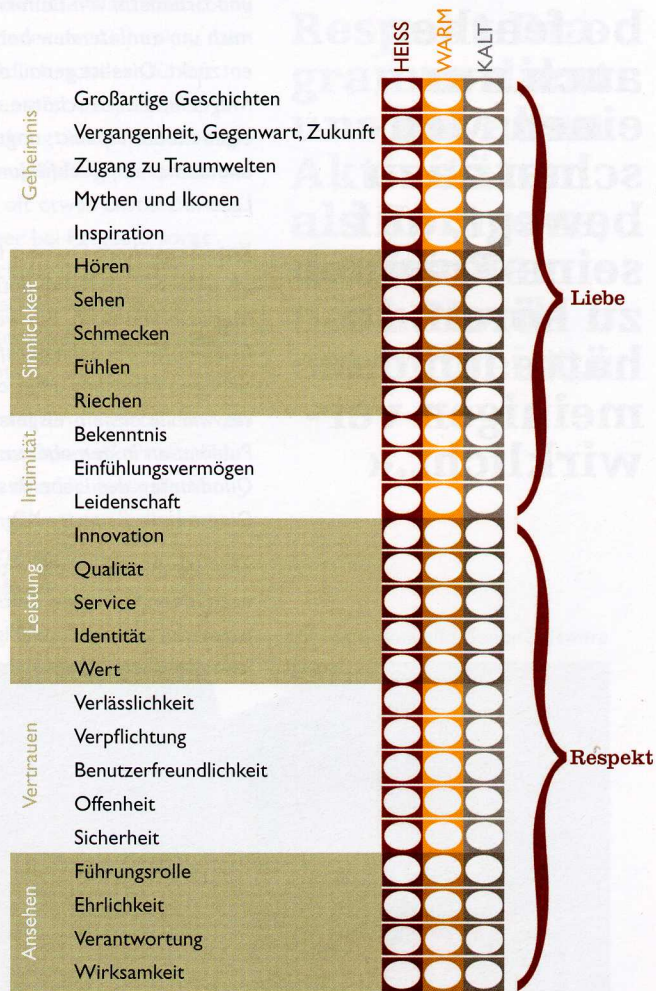 HEISS
WARM
KALT
Geheimnis
Großartige Geschichten
Vergangenheit, Gegenwart, Zukunft
Zugang zu Traumwelten
Mythen und Ikonen
Inspiration
Sinnlichkeit
Hören
Sehen
Schmecken
Fühlen
Riechen
Intimität
Bekenntnis
Einfühlungsvermögen
Leidenschaft
Liebe
Leistung
Innovation
Qualität
Service
Identität
Wert
Vertrauen
Verlässlichkeit
Verpflichtung
Benutzerfreundlichkeit
Offenheit
Sicherheit
Ansehen
Führungsrolle
Ehrlichkeit
Verantwortung
Wirksamkeit
Respekt